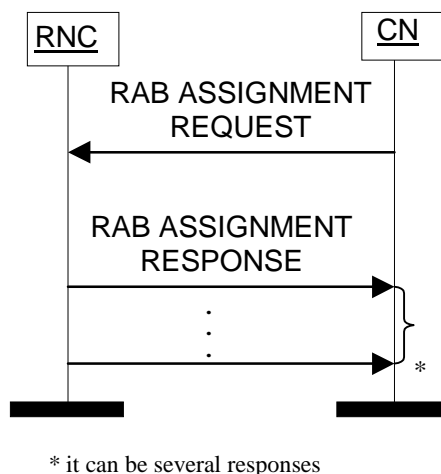 RNC
CN
RAB ASSIGNMENT
REQUEST
RAB ASSIGNMENT
RESPONSE
*
* it can be several responses